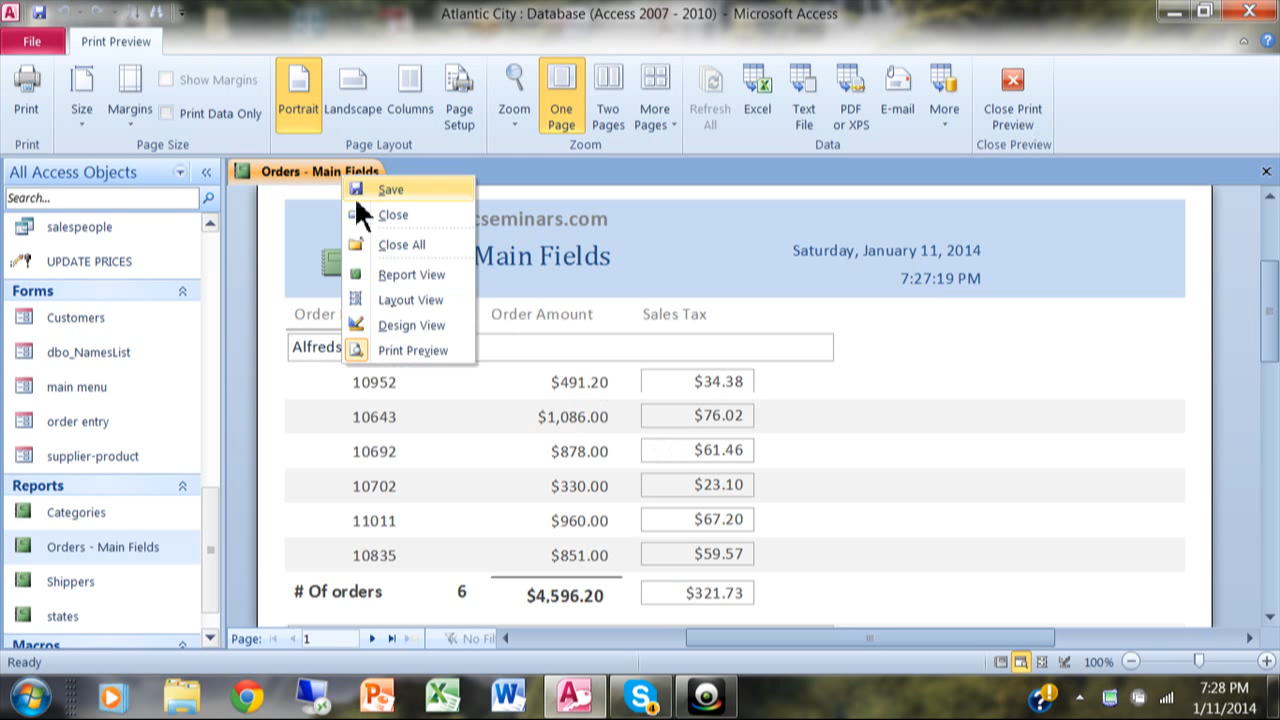 Atlantic City : Database (Access 2007 - 2010) - Microsoft Access
File
Print Preview
Print
Size
Margins
Show Margins
Print Data Only
Portrait
Landscape
Columns
Page
Setup
Zoom
One
Page
Two
Pages
More
Pages
Refresh
All
Excel
Text
File
PDF
or XPS
E-mail
More
Close Print
Preview
Print
Page Size
Page Layout
Zoom
Data
Close Preview
All Access Objects
Search...
salespeople
UPDATE PRICES
Forms
Customers
dbo_NamesList
main menu
order entry
supplier-product
Reports
Categories
Orders - Main Fields
Shippers
states
Macros
Orders - Main Fields
Save
Close
Close All
Report View
Layout View
Design View
Print Preview
cseminars.com
Main Fields
Saturday, January 11, 2014
7:27:19 PM
Order
Order Amount
Sales Tax
Alfreds
10952 $491.20 $34.38
10643 $1,086.00 $76.02
10692 $878.00 $61.46
10702 $330.00 $23.10
11011 $960.00 $67.20
10835 $851.00 $59.57
# Of orders 6 $4,596.20 $321.73
Page: 1
No Fil
Ready
100%
7:28 PM
1/11/2014